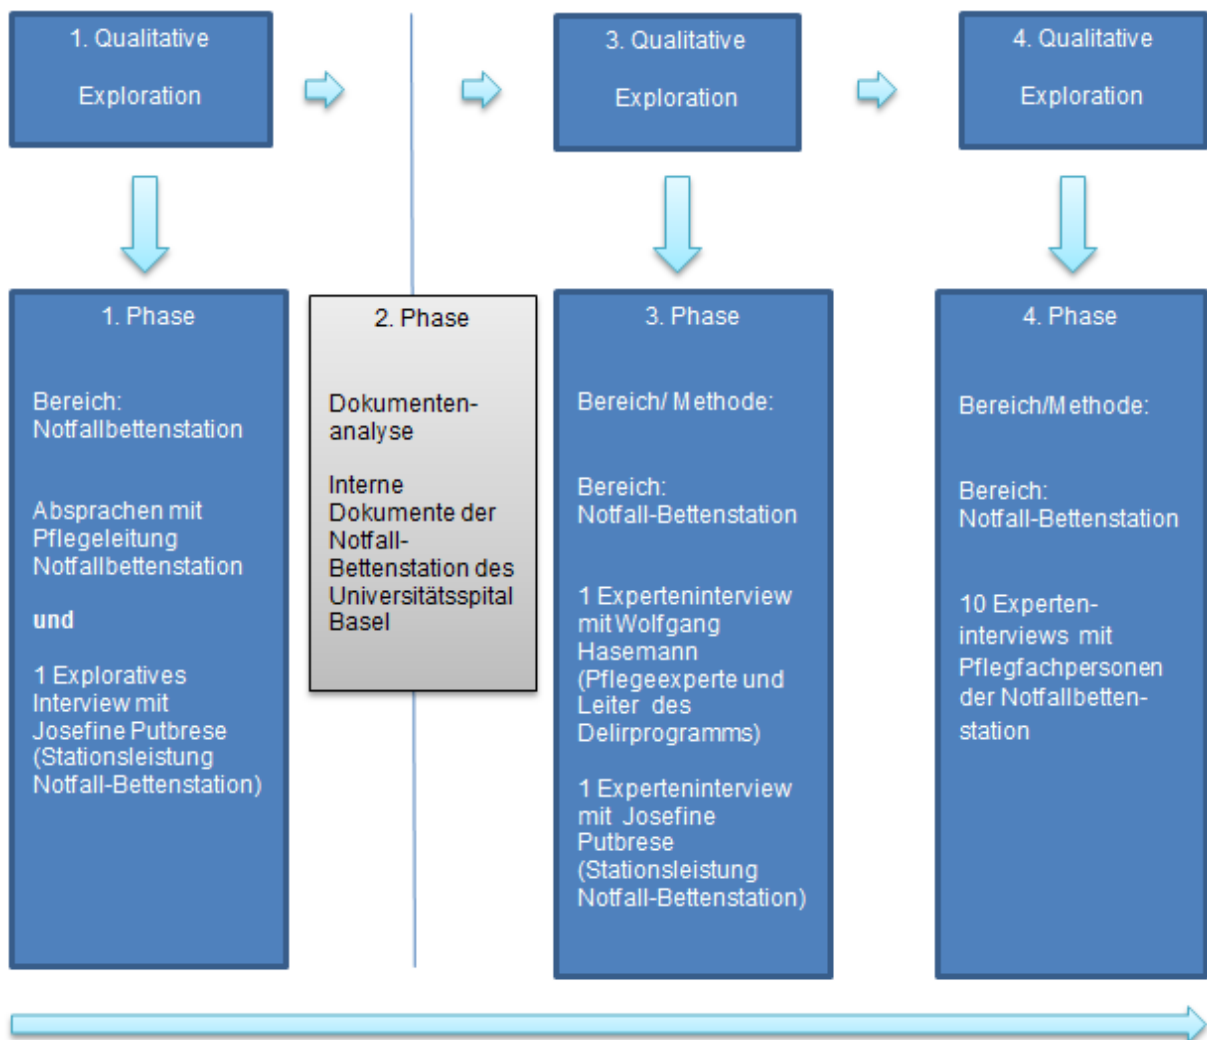 1. Qualitative
Exploration
3. Qualitative
Exploration
4. Qualitative
Exploration
1. Phase
Bereich:
Notfallbettenstation
Absprachen mit
Pflegeleitung
Notfallbettenstation
und
1 Exploratives
Interview mit
Josefine Putbrese
(Stationsleistung
Notfall-Bettenstation)
2. Phase
Dokumenten-
analyse
Interne
Dokumente der
Notfall-
Bettenstation des
Universitätsspital
Basel
3. Phase
Bereich/ Methode:
Bereich:
Notfall-Bettenstation
1 Experteninterview
mit Wolfgang
Hasemann
(Pflegeexperte und
Leiter des
Delirprogramms)
1 Experteninterview
mit Josefine
Putbrese
(Stationsleistung
Notfall-Bettenstation)
4. Phase
Bereich/Methode:
Bereich:
Notfall-Bettenstation
10 Experten-
interviews mit
Pflegfachpersonen
der Notfallbetten-
station